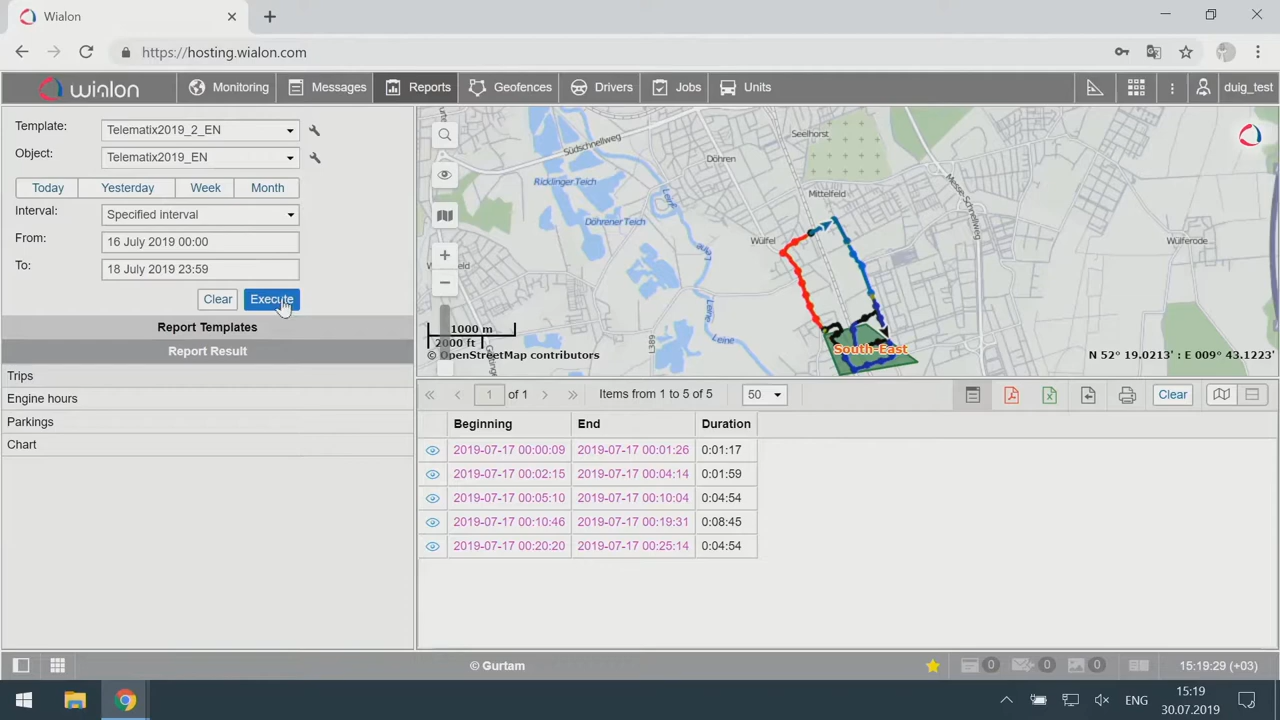 Wialon
https://hosting.wialon.com
wialon Monitoring Messages Reports Geofences Drivers Jobs Units duig_test
Template: Telematix2019_2_EN
Object: Telematix2019_EN
Today Yesterday Week Month
Interval: Specified interval
From: 16 July 2019 00:00
To: 18 July 2019 23:59
Clear Execute
Report Templates
Report Result
Trips
Engine hours
Parkings
Chart
Seelhorst
Südschnellweg
Döhren
Ricklinger Teich
Leine
Mittelfeld
Messe-Schnellweg
Döhrener Teich
Wülfel
Wülferode
Leine
Leine
L389
1000 m
2000 ft
South-East
© OpenStreetMap contributors
N 52° 19.0213' : E 009° 43.1223'
1 of 1 Items from 1 to 5 of 5 50 Clear
Beginning End Duration
2019-07-17 00:00:09 2019-07-17 00:01:26 0:01:17
2019-07-17 00:02:15 2019-07-17 00:04:14 0:01:59
2019-07-17 00:05:10 2019-07-17 00:10:04 0:04:54
2019-07-17 00:10:46 2019-07-17 00:19:31 0:08:45
2019-07-17 00:20:20 2019-07-17 00:25:14 0:04:54
© Gurtam 0 0 0 15:19:29 (+03)
ENG 15:19
30.07.2019